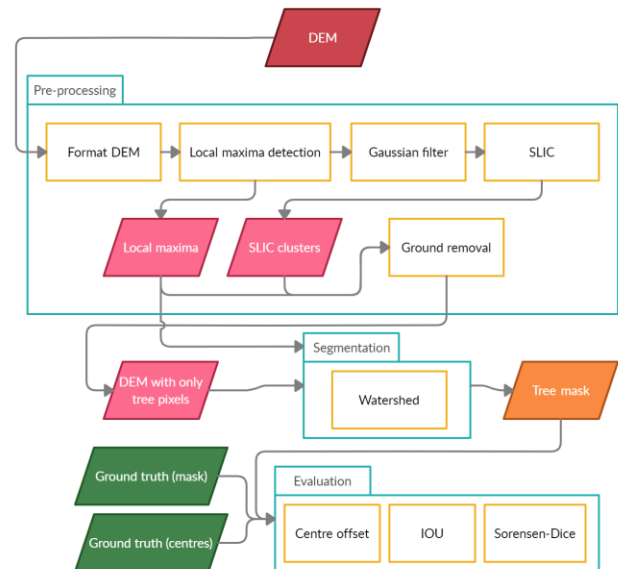 DEM
Pre-processing
Format DEM
Local maxima detection
Gaussian filter
SLIC
Local maxima
SLIC clusters
Ground removal
Segmentation
DEM with only
tree pixels
Watershed
Tree mask
Ground truth (mask)
Evaluation
Ground truth (centres)
Centre offset
IOU
Sorensen-Dice